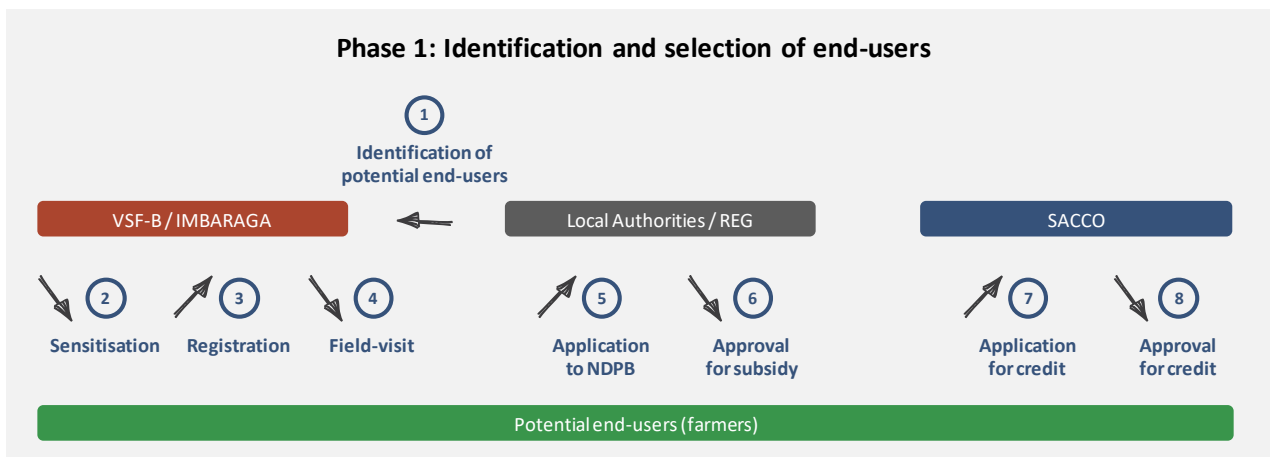 Phase 1: Identification and selection of end-users
1
Identification of
potential end-users
VSF-B / IMBARAGA
Local Authorities / REG
SACCO
2
3
4
5
6
7
8
Sensitisation
Registration
Field-visit
Application
to NDPB
Approval
for subsidy
Application
for credit
Approval
for credit
Potential end-users (farmers)